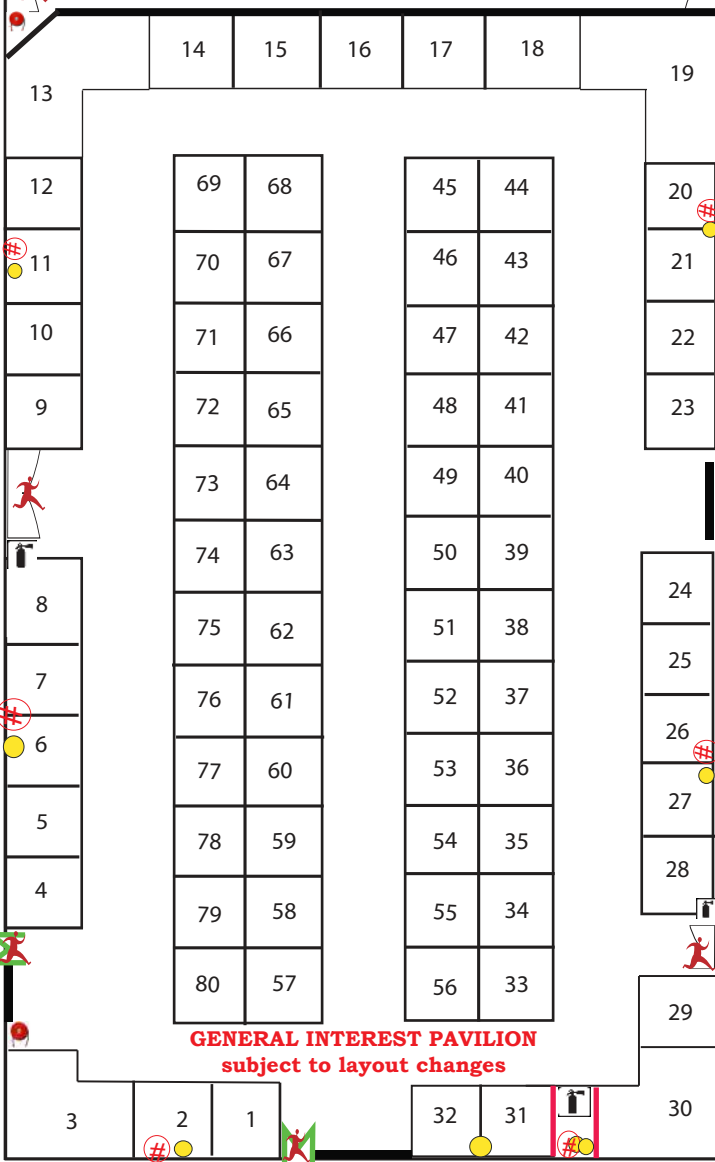 14 15 16 17 18
19
13
12 69 68 45 44 20
#
#
11 70 67 46 43 21
10 71 66 47 42 22
9 72 65 48 41 23
73 64 49 40
74 63 50 39
8 24
75 62 51 38
25
7 76 61 52 37
#
6 26
#
77 60 53 36
27
5 78 59 54 35
28
4
79 58 55 34
80 57 56 33
29
GENERAL INTEREST PAVILION
subject to layout changes
3 2 1 32 31 30
# #